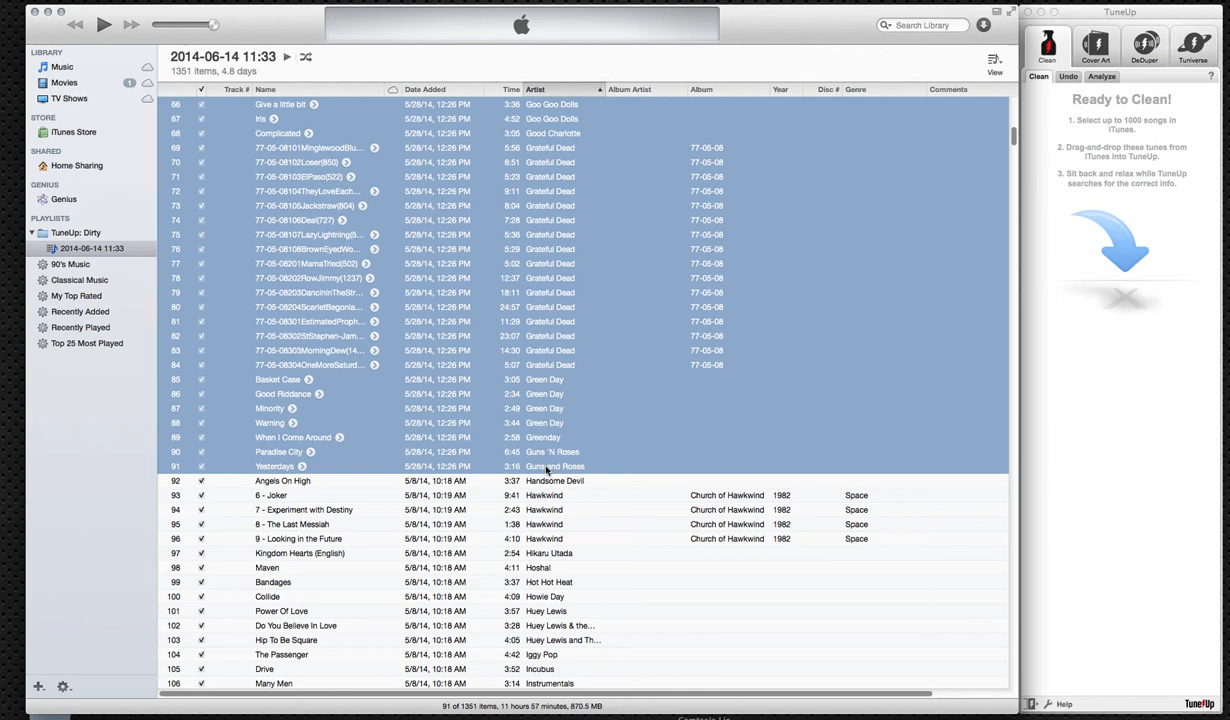 Search Library
TuneUp
LIBRARY
Music
Movies 1
TV Shows
STORE
iTunes Store
SHARED
Home Sharing
GENIUS
Genius
PLAYLISTS
TuneUp: Dirty
2014-06-14 11:33
90's Music
Classical Music
My Top Rated
Recently Added
Recently Played
Top 25 Most Played
2014-06-14 11:33
1351 items, 4.8 days
View
✓ Track # Name Date Added Time Artist Album Artist Album Year Disc # Genre Comments
66 Give a little bit 5/28/14, 12:26 PM 3:36 Goo Goo Dolls
67 Iris 5/28/14, 12:26 PM 4:52 Goo Goo Dolls
68 Complicated 5/28/14, 12:26 PM 3:05 Good Charlotte
69 77-05-08101MinglewoodBlu... 5/28/14, 12:26 PM 5:56 Grateful Dead 77-05-08
70 77-05-08102Loser(850) 5/28/14, 12:26 PM 8:51 Grateful Dead 77-05-08
71 77-05-08103ElPaso(522) 5/28/14, 12:26 PM 5:23 Grateful Dead 77-05-08
72 77-05-08104TheyLoveEach... 5/28/14, 12:26 PM 9:11 Grateful Dead 77-05-08
73 77-05-08105Jackstraw(804) 5/28/14, 12:26 PM 8:04 Grateful Dead 77-05-08
74 77-05-08106Deal(727) 5/28/14, 12:26 PM 7:28 Grateful Dead 77-05-08
75 77-05-08107LazyLightning(5... 5/28/14, 12:26 PM 5:36 Grateful Dead 77-05-08
76 77-05-08108BrownEyedWo... 5/28/14, 12:26 PM 5:29 Grateful Dead 77-05-08
77 77-05-08201MamaTried(502) 5/28/14, 12:26 PM 5:02 Grateful Dead 77-05-08
78 77-05-08202RowJimmy(1237) 5/28/14, 12:26 PM 12:37 Grateful Dead 77-05-08
79 77-05-08203DancinInTheStr... 5/28/14, 12:26 PM 18:11 Grateful Dead 77-05-08
80 77-05-08204ScarletBegonia... 5/28/14, 12:26 PM 24:57 Grateful Dead 77-05-08
81 77-05-08301EstimatedProph... 5/28/14, 12:26 PM 11:29 Grateful Dead 77-05-08
82 77-05-08302StStephen-Jam... 5/28/14, 12:26 PM 23:07 Grateful Dead 77-05-08
83 77-05-08303MorningDew(14... 5/28/14, 12:26 PM 14:30 Grateful Dead 77-05-08
84 77-05-08304OneMoreSaturd... 5/28/14, 12:26 PM 5:07 Grateful Dead 77-05-08
85 Basket Case 5/28/14, 12:26 PM 3:05 Green Day
86 Good Riddance 5/28/14, 12:26 PM 2:34 Green Day
87 Minority 5/28/14, 12:26 PM 2:49 Green Day
88 Warning 5/28/14, 12:26 PM 3:44 Green Day
89 When I Come Around 5/28/14, 12:26 PM 2:58 Greenday
90 Paradise City 5/28/14, 12:26 PM 6:45 Guns 'N Roses
91 Yesterdays 5/28/14, 12:26 PM 3:16 Guns and Roses
92 Angels On High 5/8/14, 10:18 AM 3:37 Handsome Devil
93 6 - Joker 5/8/14, 10:19 AM 9:41 Hawkwind Church of Hawkwind 1982 Space
94 7 - Experiment with Destiny 5/8/14, 10:19 AM 2:43 Hawkwind Church of Hawkwind 1982 Space
95 8 - The Last Messiah 5/8/14, 10:19 AM 1:38 Hawkwind Church of Hawkwind 1982 Space
96 9 - Looking in the Future 5/8/14, 10:19 AM 4:10 Hawkwind Church of Hawkwind 1982 Space
97 Kingdom Hearts (English) 5/8/14, 10:18 AM 2:54 Hikaru Utada
98 Maven 5/8/14, 10:18 AM 4:11 Hoshal
99 Bandages 5/8/14, 10:18 AM 3:37 Hot Hot Heat
100 Collide 5/8/14, 10:18 AM 4:09 Howie Day
101 Power Of Love 5/8/14, 10:18 AM 3:57 Huey Lewis
102 Do You Believe In Love 5/8/14, 10:18 AM 3:28 Huey Lewis & the...
103 Hip To Be Square 5/8/14, 10:18 AM 4:05 Huey Lewis and Th...
104 The Passenger 5/8/14, 10:18 AM 4:42 Iggy Pop
105 Drive 5/8/14, 10:18 AM 3:52 Incubus
106 Many Men 5/8/14, 10:18 AM 3:14 Instrumentals
91 of 1351 items, 11 hours 57 minutes, 870.5 MB
Clean Cover Art DeDuper Tuniverse
Clean Undo Analyze ?
Ready to Clean!
1. Select up to 1000 songs in
iTunes.
2. Drag-and-drop these tunes from
iTunes into TuneUp.
3. Sit back and relax while TuneUp
searches for the correct info.
Help
TuneUp